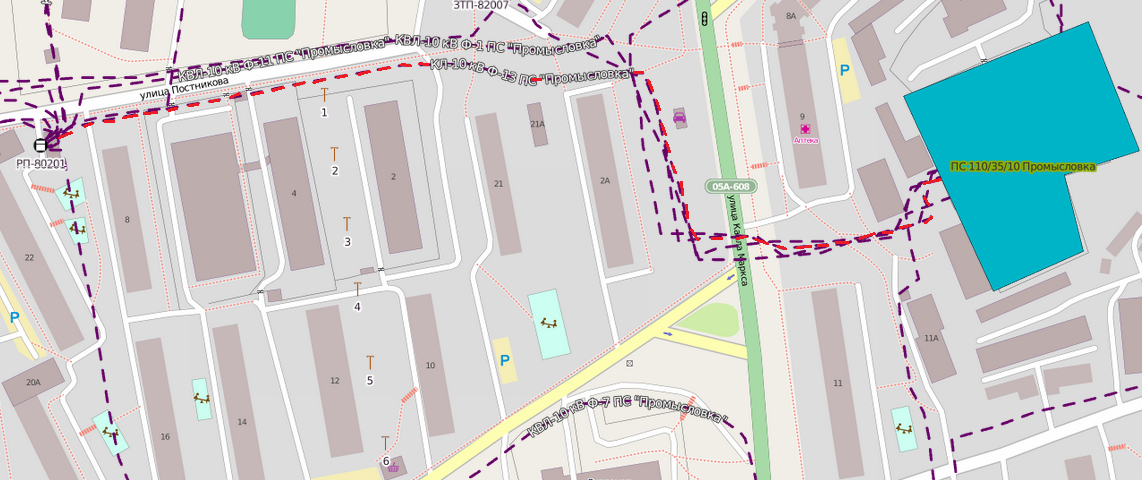 ЗТП-82007
8А
КВЛ-10 кВ Ф-11 ПС "Промысловка"
КВЛ-10 кВ Ф-1 ПС "Промысловка"
КЛ-10 кВ Ф-13 ПС "Промысловка"
улица Постникова
P
1
21А
9
Аптека
РП-80201
2
4
2
21
2А
ПС 110/35/10 Промысловка
05А-608
улица Карла Маркса
8
3
22
4
P
P
11А
12
5
10
20А
11
14
16
6
КВЛ-10 кВ Ф-7 ПС "Промысловка"